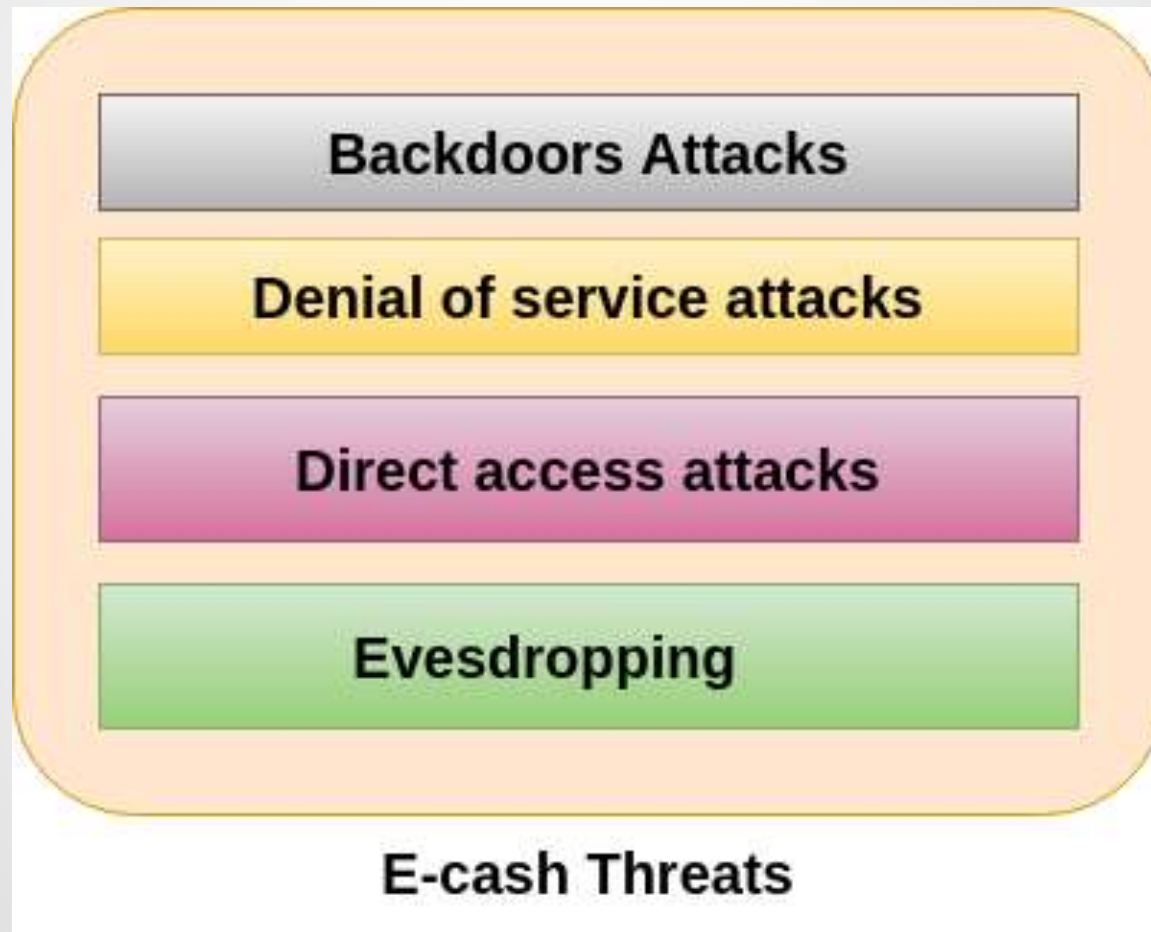 Backdoors Attacks
Denial of service attacks
Direct access attacks
Evesdropping
E-cash Threats